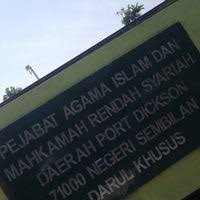 PEJABAT AGAMA ISLAM DAN
MAHKAMAH RENDAH SYARIAH
DAERAH PORT DICKSON
71000 NEGERI SEMBILAN
DARUL KHUSUS